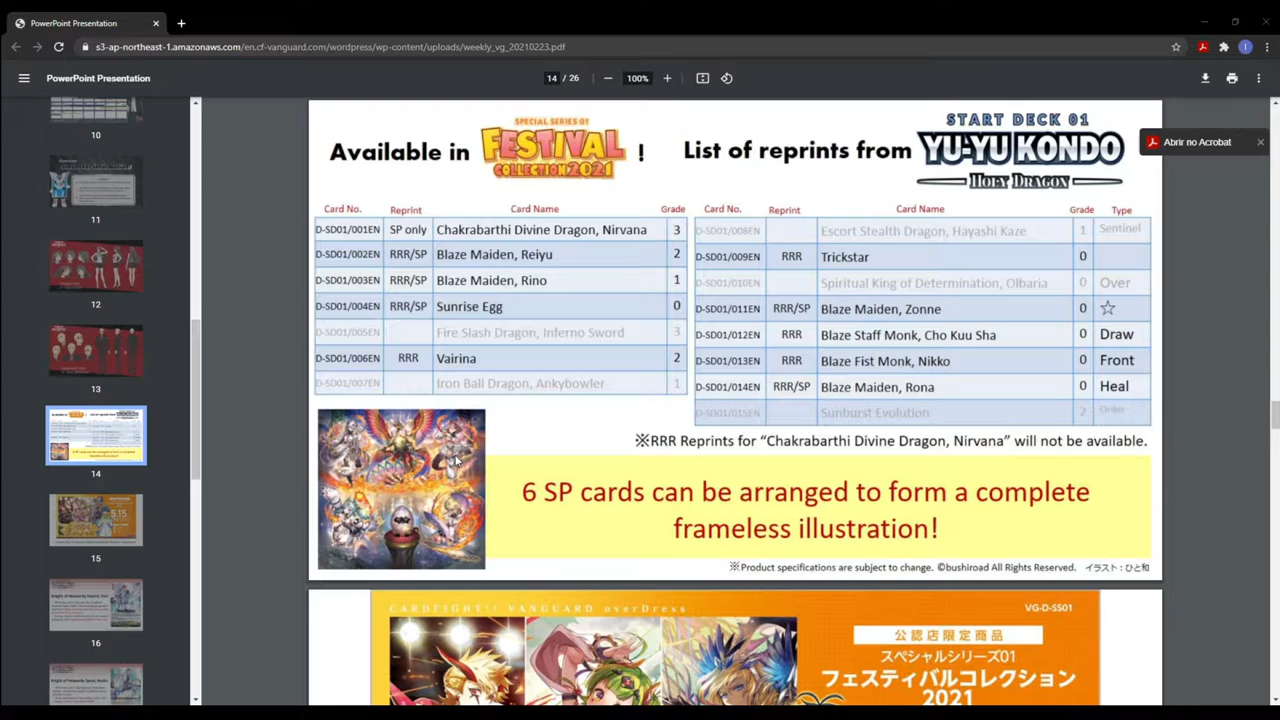 PowerPoint Presentation
s3-ap-northeast-1.amazonaws.com/en.cf-vanguard.com/wordpress/wp-content/uploads/weekly_vg_20210223.pdf
PowerPoint Presentation
14 / 26
100%
Abrir no Acrobat
10
11
12
13
14
15
16
Available in SPECIAL SERIES 01 FESTIVAL COLLECTION 2021 !
List of reprints from START DECK 01 YU-YU KONDO HOLY DRAGON
Card No. Reprint Card Name Grade
D-SD01/001EN SP only Chakrabarthi Divine Dragon, Nirvana 3
D-SD01/002EN RRR/SP Blaze Maiden, Reiyu 2
D-SD01/003EN RRR/SP Blaze Maiden, Rino 1
D-SD01/004EN RRR/SP Sunrise Egg 0
D-SD01/005EN Fire Slash Dragon, Inferno Sword 3
D-SD01/006EN RRR Vairina 2
D-SD01/007EN Iron Ball Dragon, Ankybowler 1
Card No. Reprint Card Name Grade Type
D-SD01/008EN Escort Stealth Dragon, Hayashi Kaze 1 Sentinel
D-SD01/009EN RRR Trickstar 0
D-SD01/010EN Spiritual King of Determination, Olbaria 0 Over
D-SD01/011EN RRR/SP Blaze Maiden, Zonne 0 ☆
D-SD01/012EN RRR Blaze Staff Monk, Cho Kuu Sha 0 Draw
D-SD01/013EN RRR Blaze Fist Monk, Nikko 0 Front
D-SD01/014EN RRR/SP Blaze Maiden, Rona 0 Heal
D-SD01/015EN Sunburst Evolution 2 Order
※RRR Reprints for "Chakrabarthi Divine Dragon, Nirvana" will not be available.
6 SP cards can be arranged to form a complete
frameless illustration!
※Product specifications are subject to change. ©bushiroad All Rights Reserved. イラスト：ひと和
CARDFIGHT!! VANGUARD overDress
VG-D-SS01
公認店限定商品
スペシャルシリーズ01
フェスティバルコレクション
2021